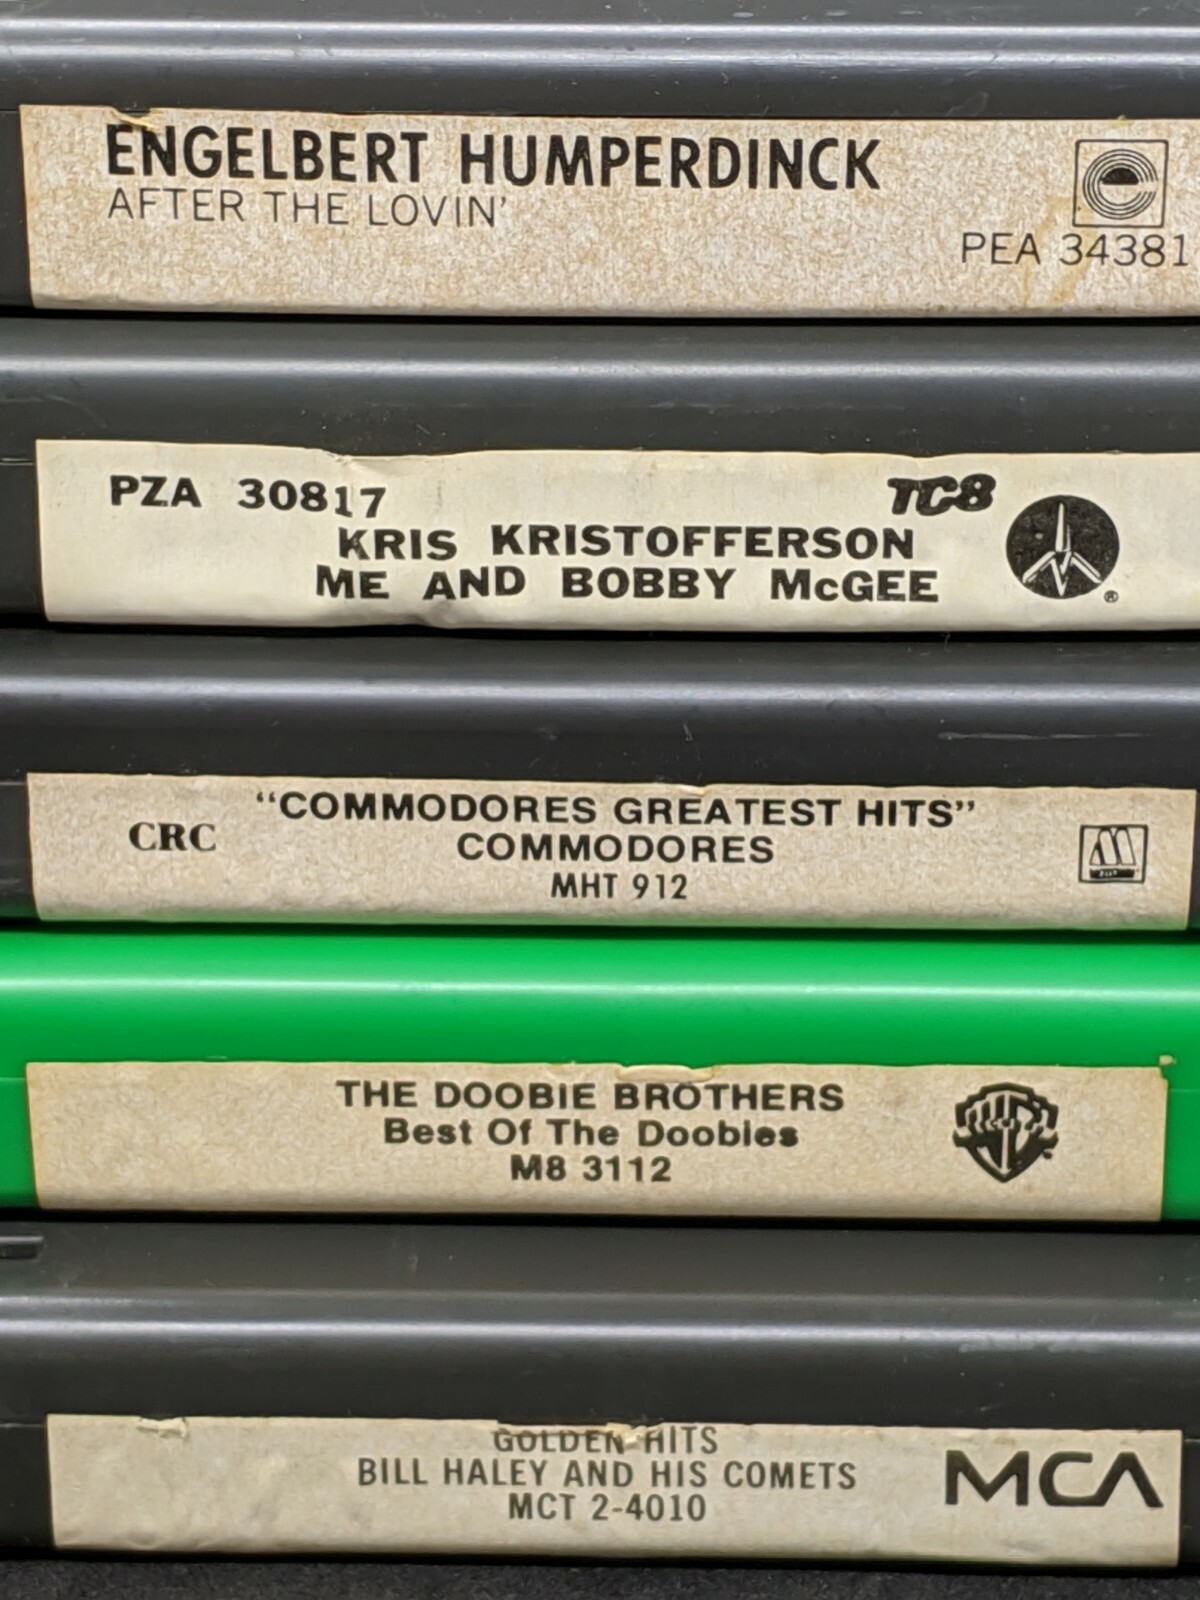 ENGELBERT HUMPERDINCK
AFTER THE LOVIN'
PEA 34381
PZA 30817
TC8
KRIS KRISTOFFERSON
ME AND BOBBY McGEE
®
"COMMODORES GREATEST HITS"
CRC
COMMODORES
MHT 912
THE DOOBIE BROTHERS
Best Of The Doobies
M8 3112
GOLDEN HITS
BILL HALEY AND HIS COMETS
MCT 2-4010
MCA